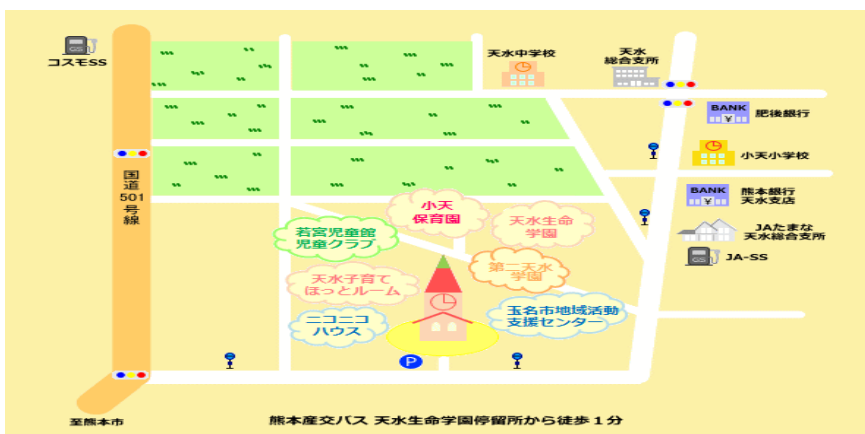 コスモSS
天水中学校
天水
総合支所
BANK
¥
肥後銀行
小天小学校
国道
501
号線
BANK
¥
熊本銀行
天水支店
小天
保育園
天水生命
学園
若宮児童館
児童クラブ
JAたまな
天水総合支所
JA-SS
第二天水
学園
天水子育て
ほっとルーム
玉名市地域活動
支援センター
ニコニコ
ハウス
P
至熊本市
熊本産交バス 天水生命学園停留所から徒歩1分